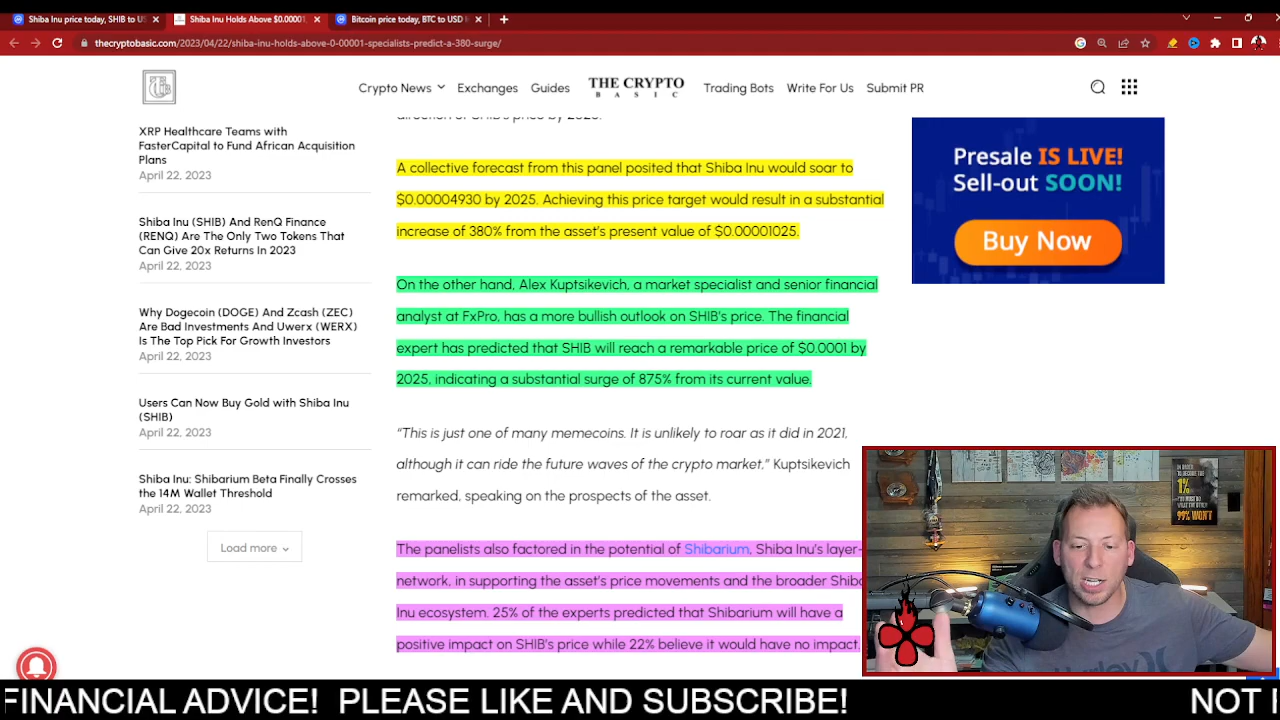 Shiba Inu price today, SHIB to US
Shiba Inu Holds Above $0.00001,
Bitcoin price today, BTC to USD
thecryptobasic.com/2023/04/22/shiba-inu-holds-above-0-00001-specialists-predict-a-380-surge/
Crypto News
Exchanges
Guides
THE CRYPTO
BASIC
Trading Bots
Write For Us
Submit PR
XRP Healthcare Teams with
FasterCapital to Fund African Acquisition
Plans
April 22, 2023
Shiba Inu (SHIB) And RenQ Finance
(RENQ) Are The Only Two Tokens That
Can Give 20x Returns In 2023
April 22, 2023
Why Dogecoin (DOGE) And Zcash (ZEC)
Are Bad Investments And Uwerx (WERX)
Is The Top Pick For Growth Investors
April 22, 2023
Users Can Now Buy Gold with Shiba Inu
(SHIB)
April 22, 2023
Shiba Inu: Shibarium Beta Finally Crosses
the 14M Wallet Threshold
April 22, 2023
Load more
direction of SHIB's price by 2025.
A collective forecast from this panel posited that Shiba Inu would soar to
$0.00004930 by 2025. Achieving this price target would result in a substantial
increase of 380% from the asset's present value of $0.00001025.
On the other hand, Alex Kuptsikevich, a market specialist and senior financial
analyst at FxPro, has a more bullish outlook on SHIB's price. The financial
expert has predicted that SHIB will reach a remarkable price of $0.0001 by
2025, indicating a substantial surge of 875% from its current value.
“This is just one of many memecoins. It is unlikely to roar as it did in 2021,
although it can ride the future waves of the crypto market,” Kuptsikevich
remarked, speaking on the prospects of the asset.
The panelists also factored in the potential of Shibarium, Shiba Inu's layer-
network, in supporting the asset's price movements and the broader Shiba
Inu ecosystem. 25% of the experts predicted that Shibarium will have a
positive impact on SHIB's price while 22% believe it would have no impact.
Presale IS LIVE!
Sell-out SOON!
Buy Now
1%
99% WON'T
Hurley
FINANCIAL ADVICE! PLEASE LIKE AND SUBSCRIBE!
NOT